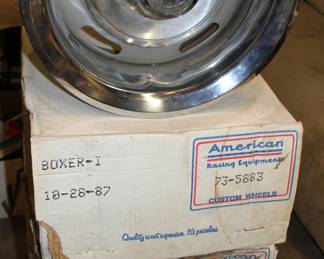 BOXER-I
10-28-87
American
Racing Equipment
73-5883
CUSTOM WHEELS
Quality is not expensive. It's priceless.